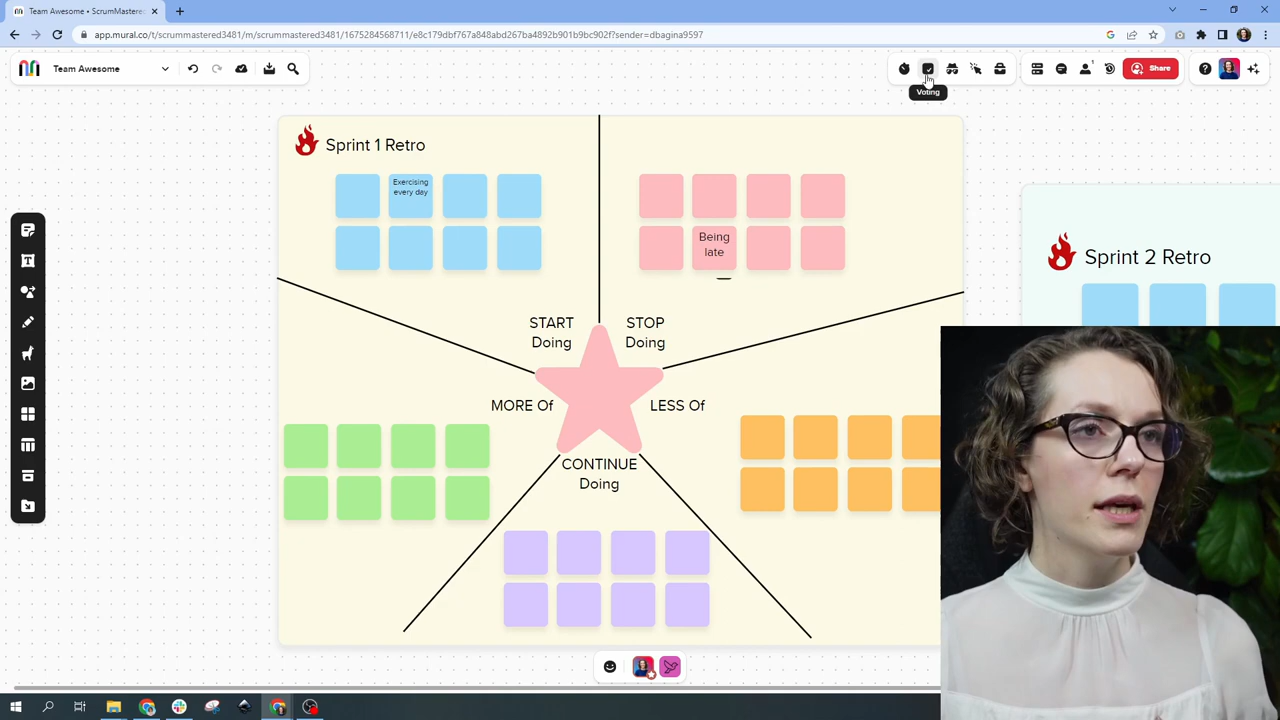 Team Awesome • ScrumMastere
app.mural.co/t/scrummastered3481/m/scrummastered3481/1675284568711/e8c179dbf767a848abd267ba4892b901b9bc902f?sender=dbagina9597
Team Awesome
1
Share
Voting
Sprint 1 Retro
Exercising
every day
Being
late
Sprint 2 Retro
START
Doing
STOP
Doing
MORE Of
LESS Of
CONTINUE
Doing